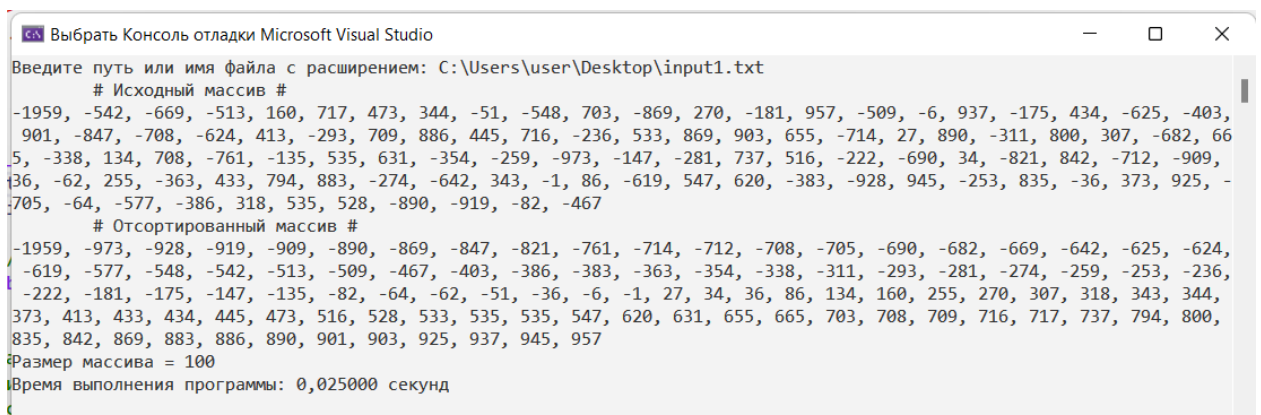 Выбрать Консоль отладки Microsoft Visual Studio
Введите путь или имя файла с расширением: C:\Users\user\Desktop\input1.txt
# Исходный массив #
-1959, -542, -669, -513, 160, 717, 473, 344, -51, -548, 703, -869, 270, -181, 957, -509, -6, 937, -175, 434, -625, -403,
901, -847, -708, -624, 413, -293, 709, 886, 445, 716, -236, 533, 869, 903, 655, -714, 27, 890, -311, 800, 307, -682, 66
5, -338, 134, 708, -761, -135, 535, 631, -354, -259, -973, -147, -281, 737, 516, -222, -690, 34, -821, 842, -712, -909,
36, -62, 255, -363, 433, 794, 883, -274, -642, 343, -1, 86, -619, 547, 620, -383, -928, 945, -253, 835, -36, 373, 925, -
705, -64, -577, -386, 318, 535, 528, -890, -919, -82, -467
# Отсортированный массив #
-1959, -973, -928, -919, -909, -890, -869, -847, -821, -761, -714, -712, -708, -705, -690, -682, -669, -642, -625, -624,
-619, -577, -548, -542, -513, -509, -467, -403, -386, -383, -363, -354, -338, -311, -293, -281, -274, -259, -253, -236,
-222, -181, -175, -147, -135, -82, -64, -62, -51, -36, -6, -1, 27, 34, 36, 86, 134, 160, 255, 270, 307, 318, 343, 344,
373, 413, 433, 434, 445, 473, 516, 528, 533, 535, 535, 547, 620, 631, 655, 665, 703, 708, 709, 716, 717, 737, 794, 800,
835, 842, 869, 883, 886, 890, 901, 903, 925, 937, 945, 957
Размер массива = 100
Время выполнения программы: 0,025000 секунд